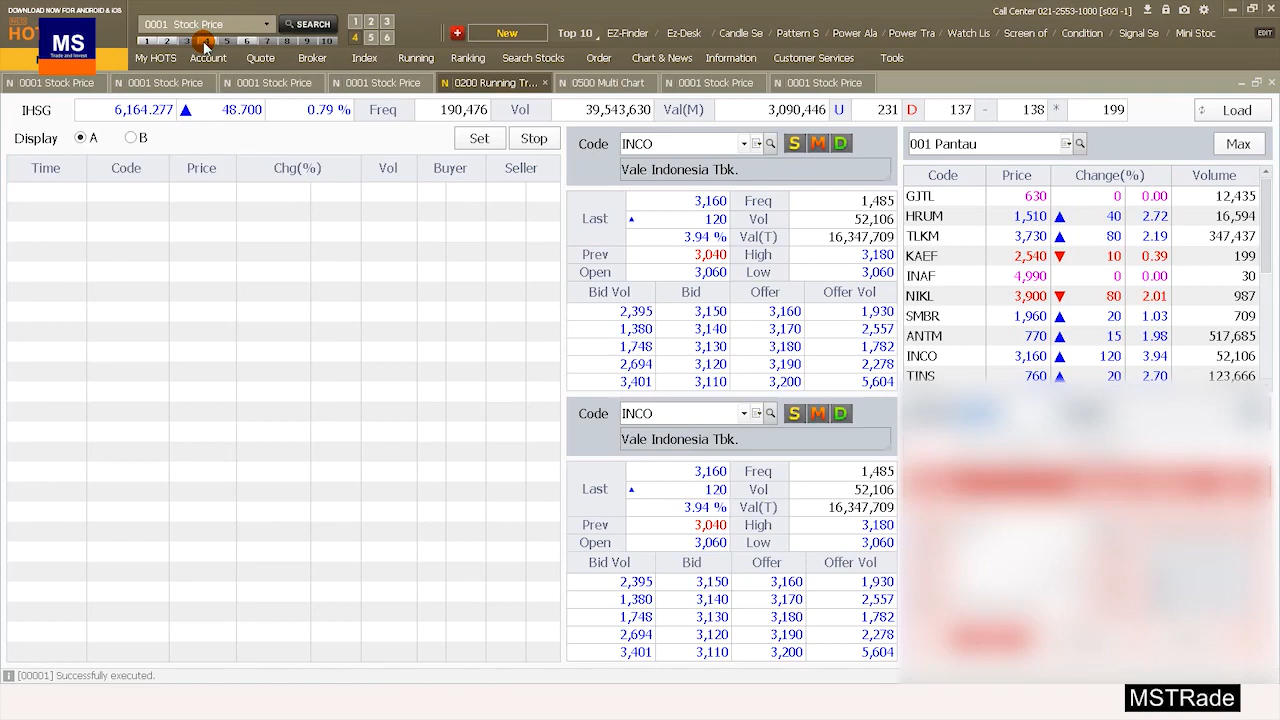 DOWNLOAD NOW FOR ANDROID & IOS
Call Center 021-2553-1000 [s02i -1]
HOT
MS
Trade and Invest
0001 Stock Price
SEARCH
1 2 3
1 2 3 4 5 6 7 8 9 10
4 5 6
New
Top 10
EZ-Fin
Candle &
Pattern S
Power Ala
Power Tra
Watch Lis
Screen Li
Condition
Signal Se
Mini Stoc
EDIT
My HOTS Account Quote Broker Index Running Ranking Search Stocks Order Chart & News Information Customer Services Tools
N 0001 Stock Price N 0001 Stock Price N 0001 Stock Price N 0001 Stock Price N 0200 Running Tr... N 0500 Multi Chart N 0001 Stock Price N 0001 Stock Price
IHSG 6,164.277 48.700 0.79 % Freq 190,476 Vol 39,543,630 Val(M) 3,090,446 U 231 D 137 - 138 * 199 Load
Display A B Set Stop
Time Code Price Chg(%) Vol Buyer Seller
Code INCO S M D
Vale Indonesia Tbk.
3,160 Freq 1,485
Last 120 Vol 52,106
3.94 % Val(T) 16,347,709
Prev 3,040 High 3,180
Open 3,060 Low 3,060
Bid Vol Bid Offer Offer Vol
2,395 3,150 3,160 1,930
1,380 3,140 3,170 2,557
1,748 3,130 3,180 1,782
2,694 3,120 3,190 2,278
3,401 3,110 3,200 5,604
Code INCO S M D
Vale Indonesia Tbk.
3,160 Freq 1,485
Last 120 Vol 52,106
3.94 % Val(T) 16,347,709
Prev 3,040 High 3,180
Open 3,060 Low 3,060
Bid Vol Bid Offer Offer Vol
2,395 3,150 3,160 1,930
1,380 3,140 3,170 2,557
1,748 3,130 3,180 1,782
2,694 3,120 3,190 2,278
3,401 3,110 3,200 5,604
001 Pantau Max
Code Price Change(%) Volume
GJTL 630 0 0.00 12,435
HRUM 1,510 40 2.72 16,594
TLKM 3,730 80 2.19 347,437
KAEF 2,540 10 0.39 199
INAF 4,990 0 0.00 30
NIKL 3,900 80 2.01 987
SMBR 1,960 20 1.03 709
ANTM 770 15 1.98 517,685
INCO 3,160 120 3.94 52,106
TINS 760 20 2.70 123,666
[00001] Successfully executed.
MSTRade